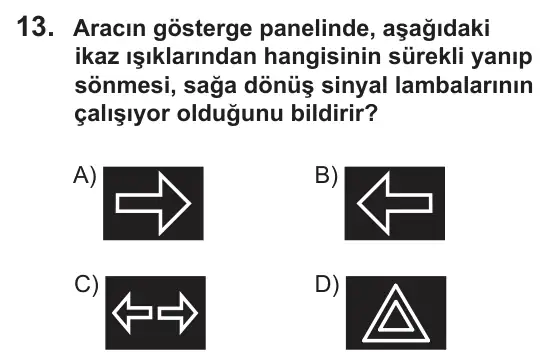 13. Aracın gösterge panelinde, aşağıdaki
ikaz ışıklarından hangisinin sürekli yanıp
sönmesi, sağa dönüş sinyal lambalarının
çalışıyor olduğunu bildirir?
A) B)
C) D)